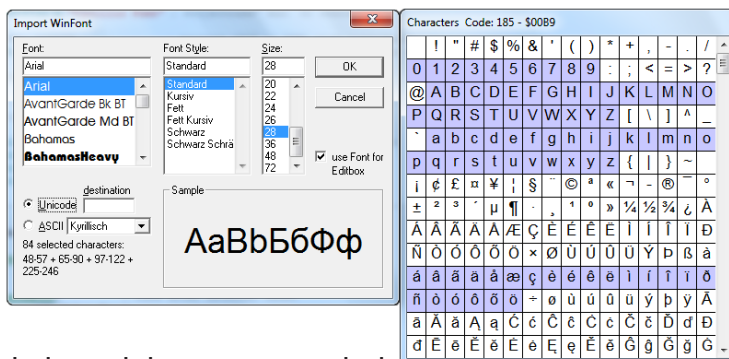 Import WinFont
Font: Font Style: Size:
Arial Standard 28 OK
Arial
AvantGarde Bk BT
AvantGarde Md BT
Bahamas
BahamasHeavy
Standard
Kursiv
Fett
Fett Kursiv
Schwarz
Schwarz Schrä
20
22
24
26
28
36
48
72
Cancel
use Font for
Editbox
destination
Unicode
ASCII Kyrillisch
84 selected characters:
48-57 + 65-90 + 97-122 +
225-246
Sample
АаВbБбФф
Characters Code: 185 - $00B9
! " # $ % & ' ( ) * + , - . /
0 1 2 3 4 5 6 7 8 9 : ; < = > ?
@ A B C D E F G H I J K L M N O
P Q R S T U V W X Y Z [ \ ] ^ _
` a b c d e f g h i j k l m n o
p q r s t u v w x y z { | } ~
¡ ¢ £ ¤ ¥ ¦ § ¨ © ª « ¬ - ® ¯ °
± ² ³ ´ µ ¶ · ¸ ¹ º » ¼ ½ ¾ ¿ À
Á Â Ã Ä Å Æ Ç È É Ê Ë Ì Í Î Ï Ð
Ñ Ò Ó Ô Õ Ö × Ø Ù Ú Û Ü Ý Þ ß à
á â ã ä å æ ç è é ê ë ì í î ï ð
ñ ò ó ô õ ö ÷ ø ù ú û ü ý þ ÿ Ā
ā Ă ă Ą ą Ć ć Ĉ ĉ Ċ ċ Č č Ď ď Đ
đ Ē ē Ĕ ĕ Ė ė Ę ę Ě ě Ĝ ĝ Ğ ğ Ġ